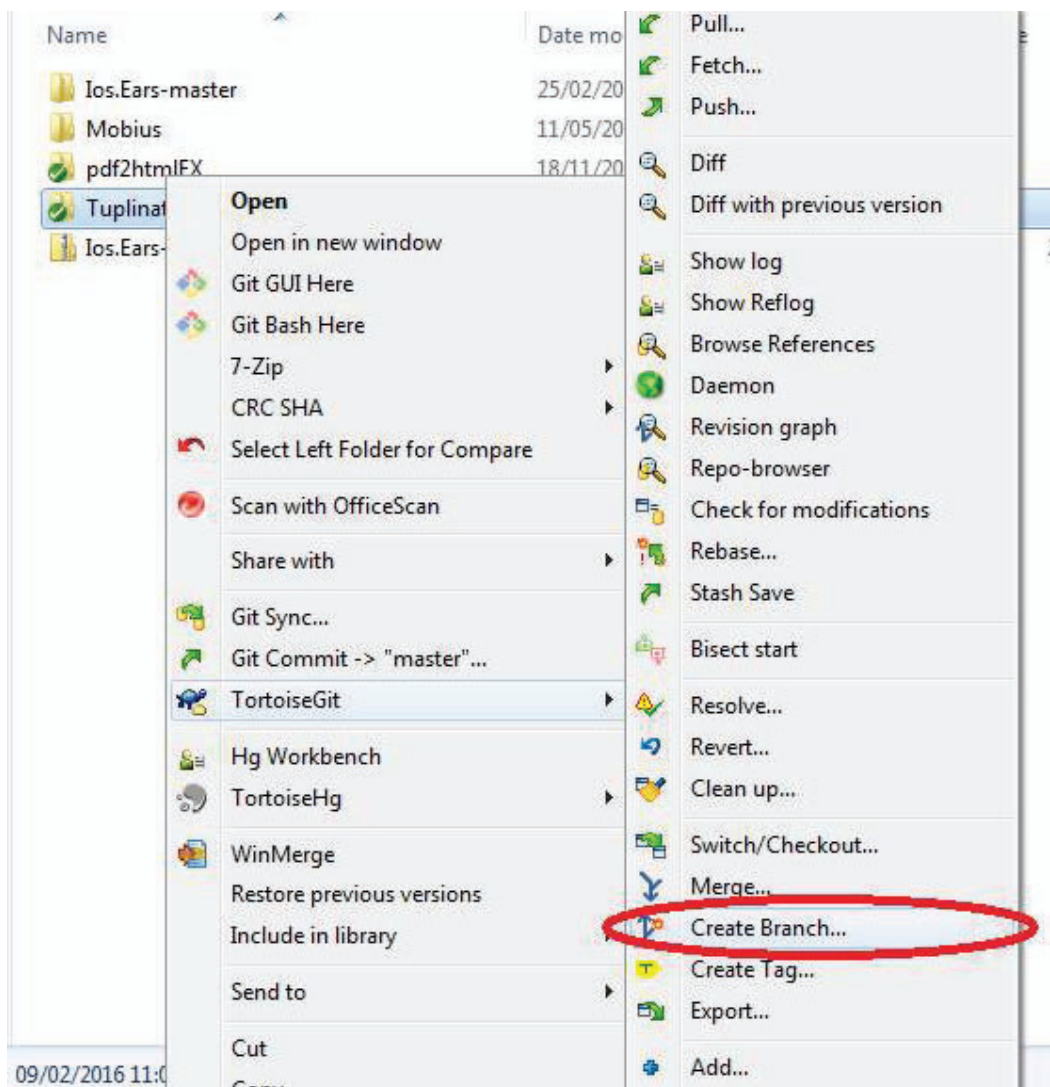 Name
Date mo
Ios.Ears-master
25/02/20
Mobius
11/05/20
pdf2htmlEX
18/11/20
Tuplinat
Ios.Ears-
Open
Open in new window
Git GUI Here
Git Bash Here
7-Zip
CRC SHA
Select Left Folder for Compare
Scan with OfficeScan
Share with
Git Sync...
Git Commit -> "master"...
TortoiseGit
Hg Workbench
TortoiseHg
WinMerge
Restore previous versions
Include in library
Send to
Cut
Copy
Pull...
Fetch...
Push...
Diff
Diff with previous version
Show log
Show Reflog
Browse References
Daemon
Revision graph
Repo-browser
Check for modifications
Rebase...
Stash Save
Bisect start
Resolve...
Revert...
Clean up...
Switch/Checkout...
Merge...
Create Branch...
Create Tag...
Export...
Add...
09/02/2016 11:0